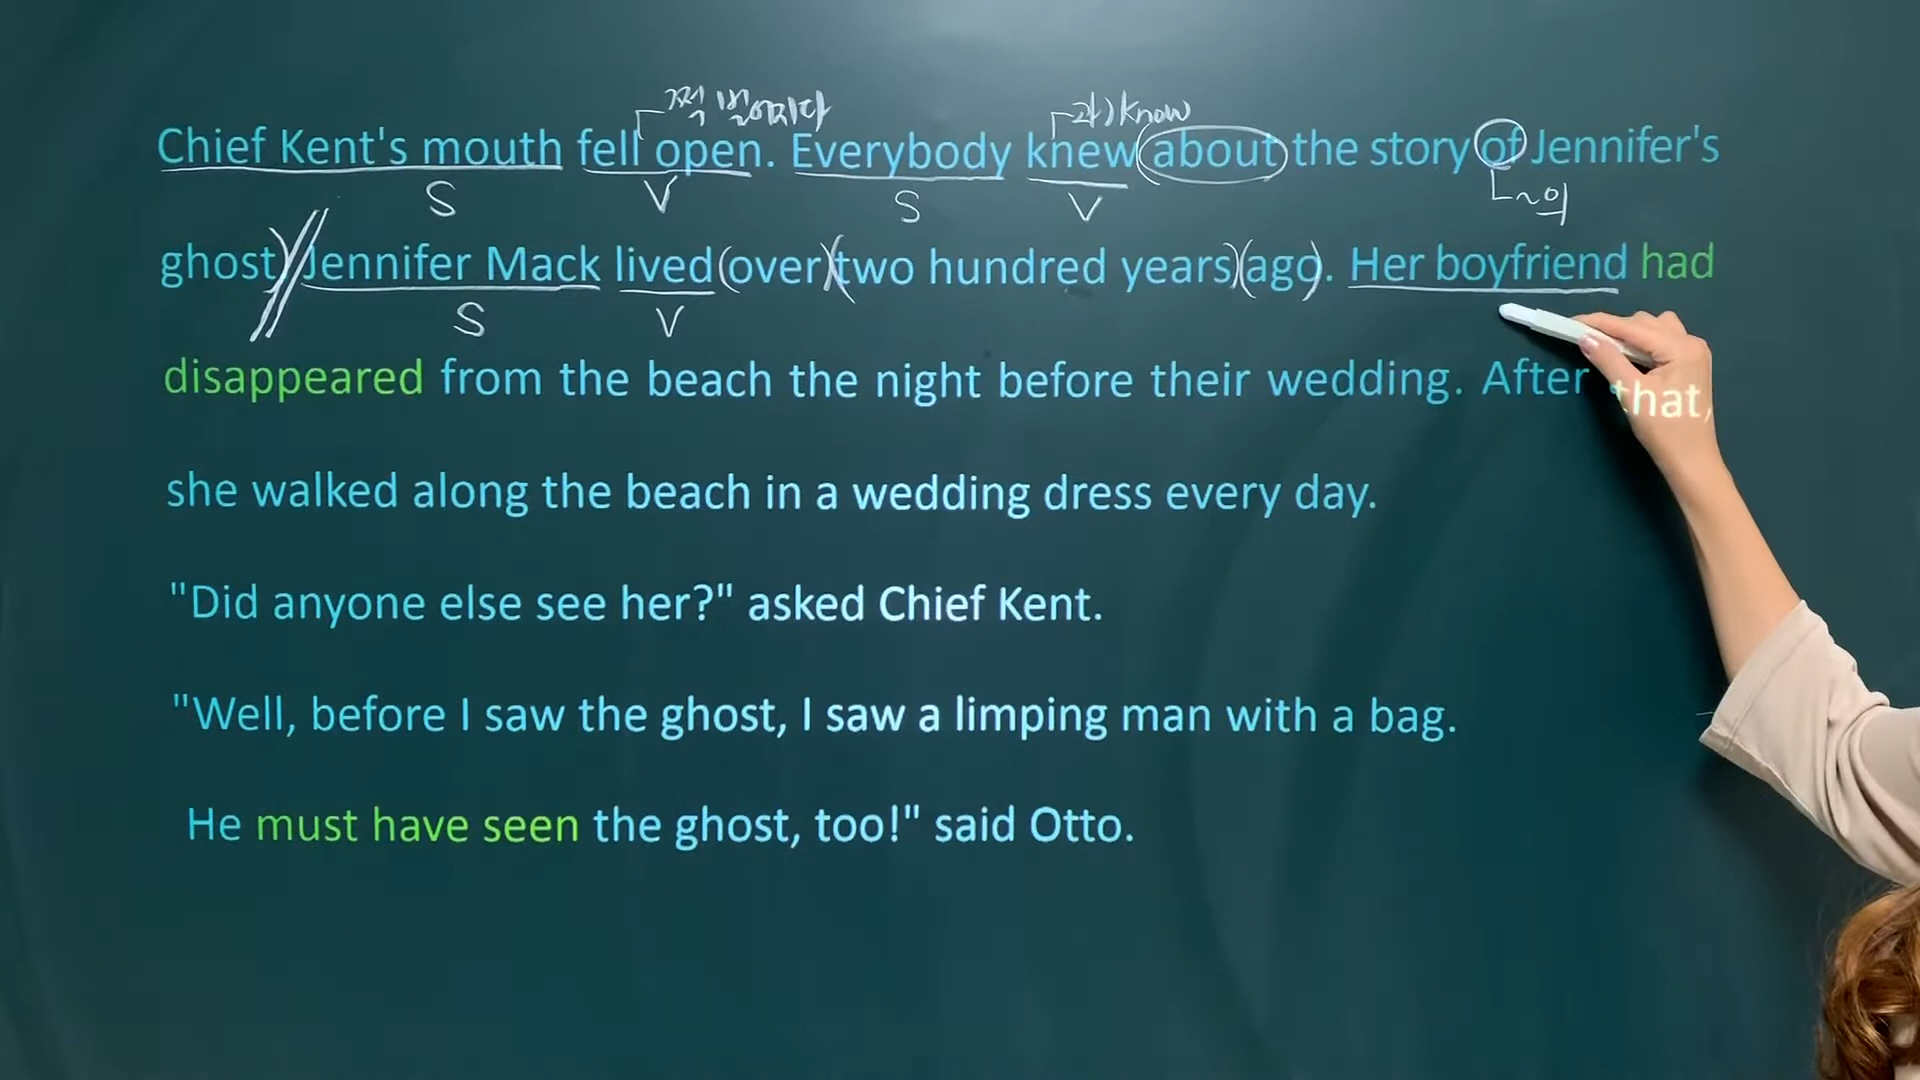 과) know
Chief Kent's mouth fell open. Everybody knew about the story of Jennifer's
S V S V ~의
ghost. Jennifer Mack lived over two hundred years ago. Her boyfriend had
S V
disappeared from the beach the night before their wedding. After that,
she walked along the beach in a wedding dress every day.
"Did anyone else see her?" asked Chief Kent.
"Well, before I saw the ghost, I saw a limping man with a bag.
He must have seen the ghost, too!" said Otto.